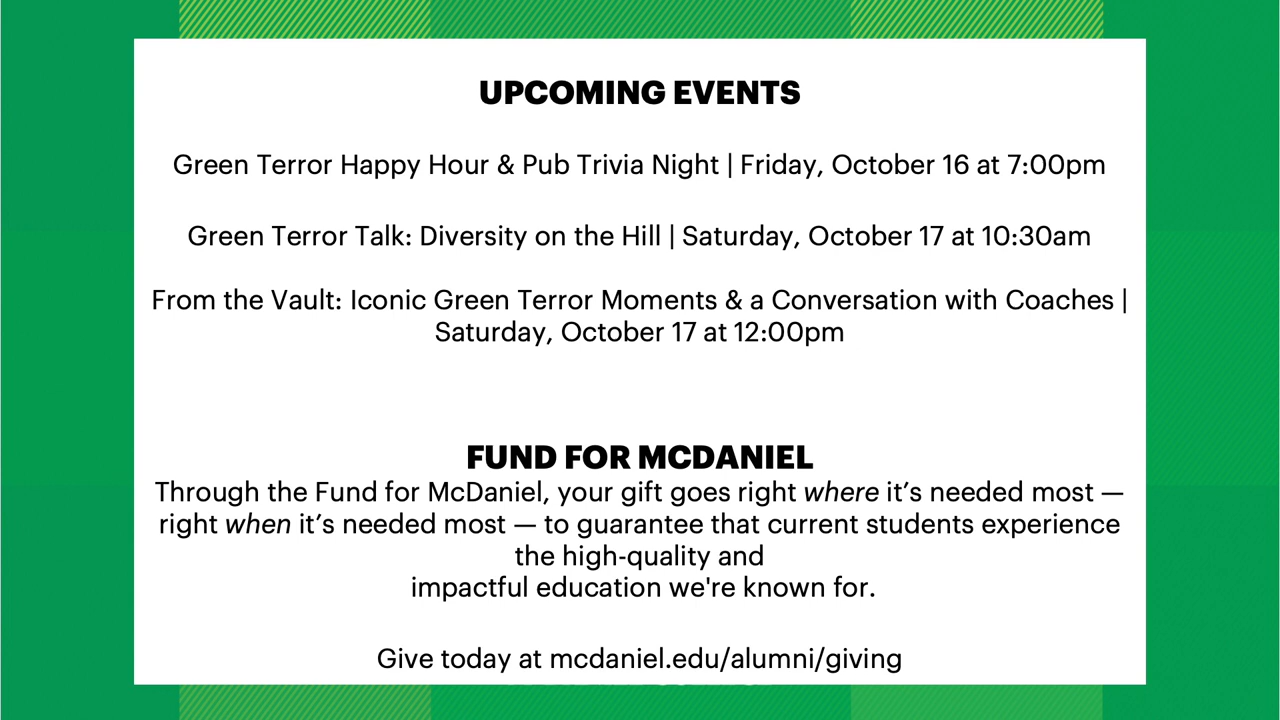 UPCOMING EVENTS
Green Terror Happy Hour & Pub Trivia Night | Friday, October 16 at 7:00pm
Green Terror Talk: Diversity on the Hill | Saturday, October 17 at 10:30am
From the Vault: Iconic Green Terror Moments & a Conversation with Coaches |
Saturday, October 17 at 12:00pm
FUND FOR MCDANIEL
Through the Fund for McDaniel, your gift goes right where it’s needed most —
right when it’s needed most — to guarantee that current students experience
the high-quality and
impactful education we're known for.
Give today at mcdaniel.edu/alumni/giving